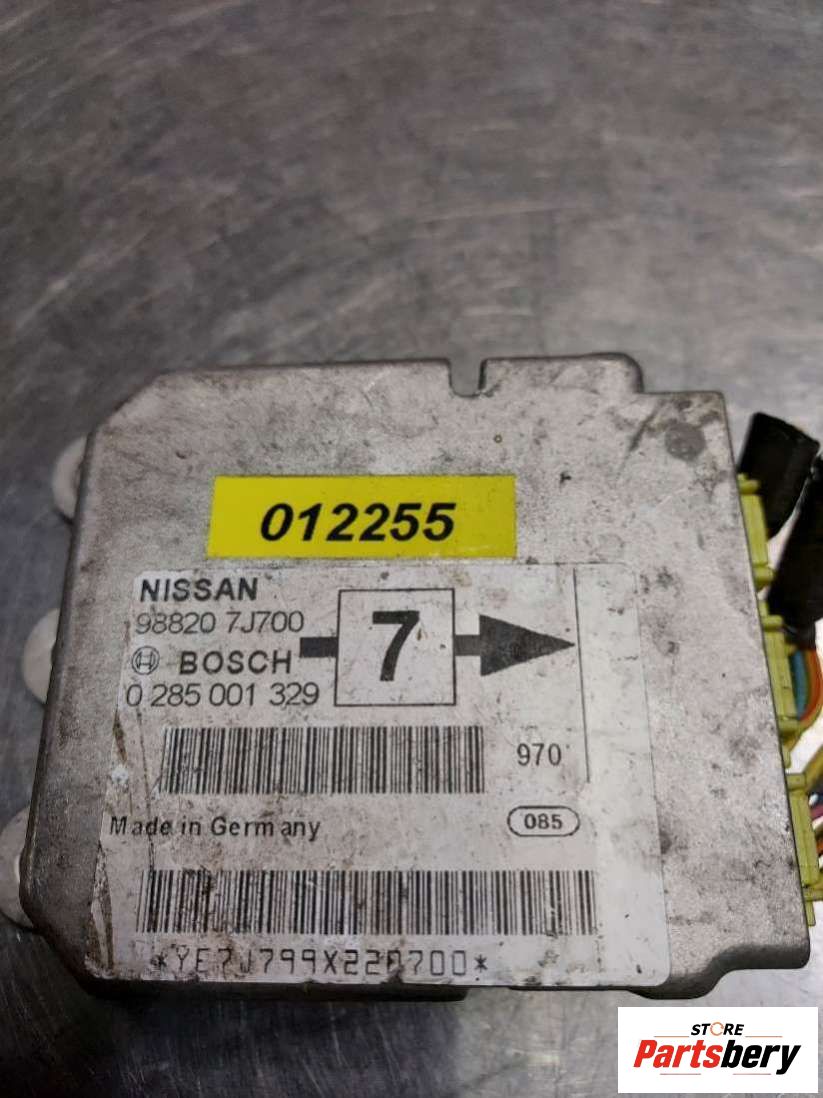 012255
NISSAN
98820 7J700
7
BOSCH
0 285 001 329
970
Made in Germany
085
STORE
Partsbery